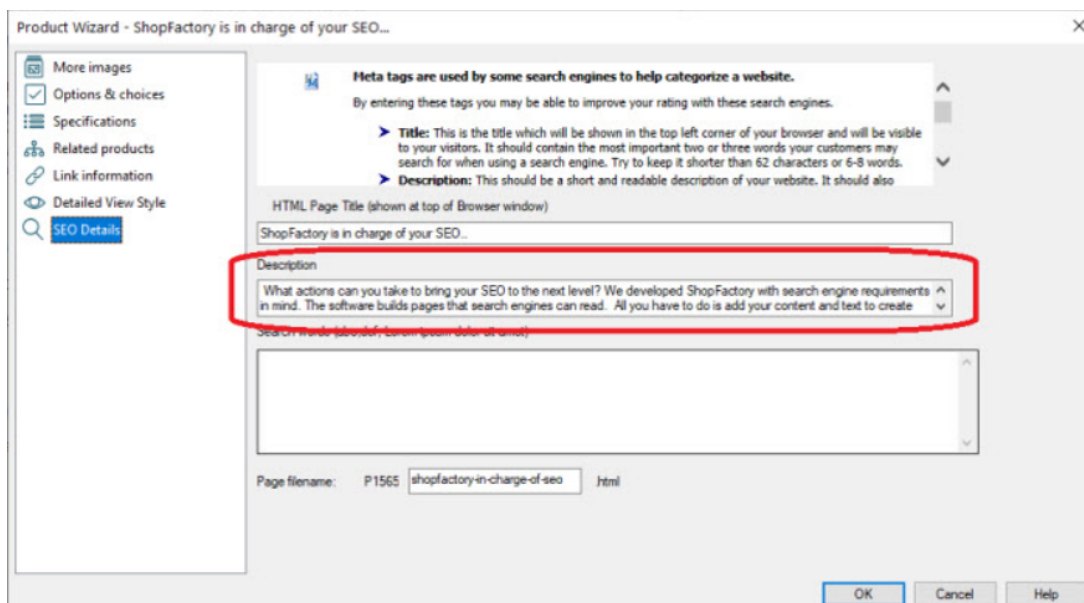 Product Wizard - ShopFactory is in charge of your SEO...
More images
Options & choices
Specifications
Related products
Link information
Detailed View Style
SEO Details
Meta tags are used by some search engines to help categorize a website.
By entering these tags you may be able to improve your rating with these search engines.
Title: This is the title which will be shown in the top left corner of your browser and will be visible
to your visitors. It should contain the most important two or three words your customers may
search for when using a search engine. Try to keep it shorter than 62 characters or 6-8 words.
Description: This should be a short and readable description of your website. It should also
HTML Page Title (shown at top of Browser window)
ShopFactory is in charge of your SEO...
Description
What actions can you take to bring your SEO to the next level? We developed ShopFactory with search engine requirements
in mind. The software builds pages that search engines can read. All you have to do is add your content and text to create
Search words
Page filename: P1565 shopfactory-in-charge-of-seo .html
OK Cancel Help